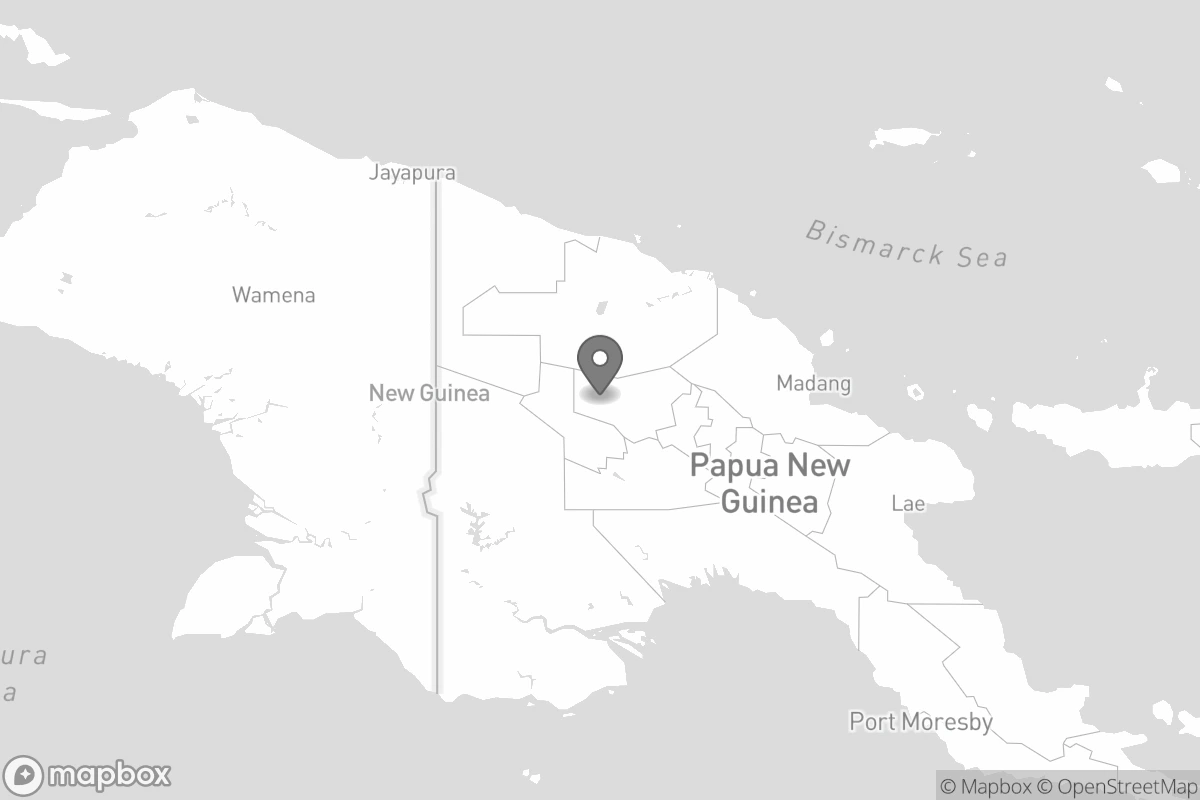 Jayapura
Bismarck Sea
Wamena
Madang
New Guinea
Papua New
Guinea
Lae
ura
a
Port Moresby
mapbox
© Mapbox © OpenStreetMap